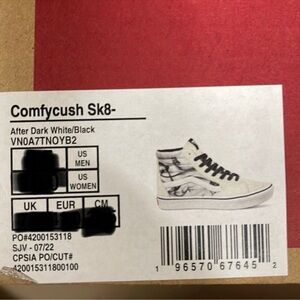 Comfycush Sk8-
After Dark White/Black
VN0A7TNOYB2
US
MEN
US
WOMEN
UK EUR CM
PO#4200153118
SJV - 07/22
CPSIA PO/CUT#
420015311800100
1 96570 67645 2